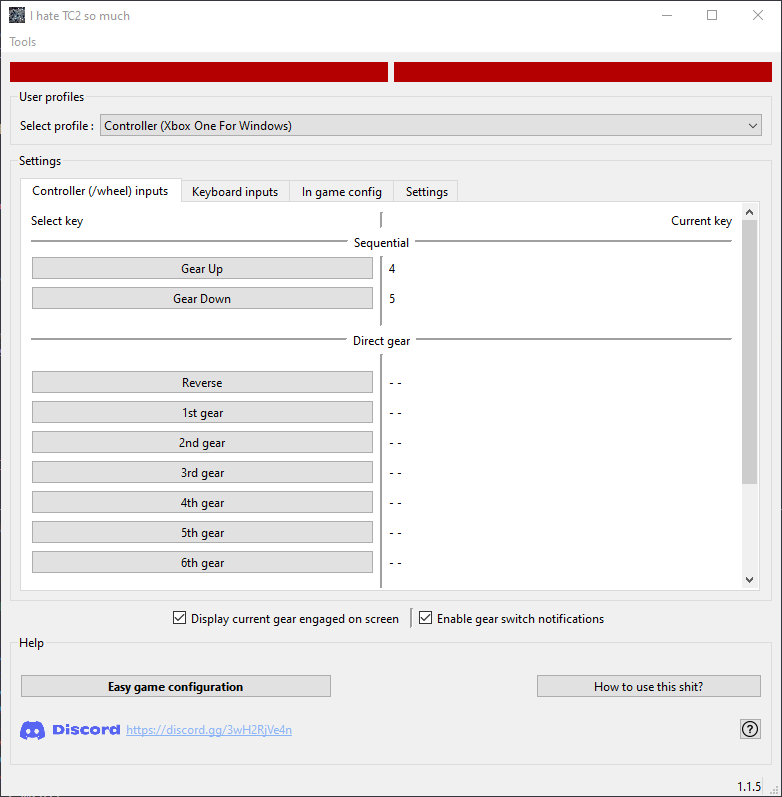 I hate TC2 so much
Tools
User profiles
Select profile : Controller (Xbox One For Windows)
Settings
Controller (/wheel) inputs Keyboard inputs In game config Settings
Select key Current key
Sequential
Gear Up 4
Gear Down 5
Direct gear
Reverse - -
1st gear - -
2nd gear - -
3rd gear - -
4th gear - -
5th gear - -
6th gear - -
Display current gear engaged on screen Enable gear switch notifications
Help
Easy game configuration How to use this shit?
Discord https://discord.gg/3wH2RjVe4n ?
1.1.5